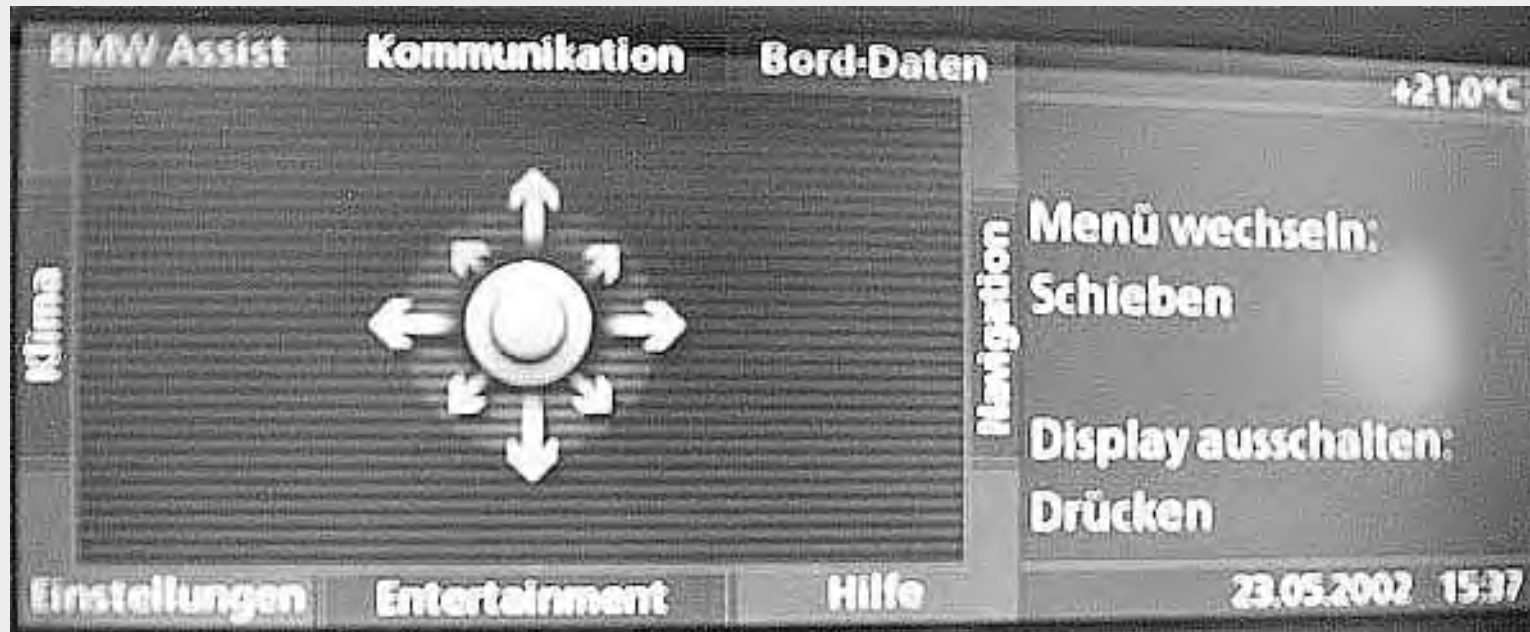 BMW Assist Kommunikation Bord-Daten
+21.0°C
Klima
Navigation
Menü wechseln:
Schieben
Display ausschalten:
Drücken
Einstellungen Entertainment Hilfe
23.05.2002 15:37